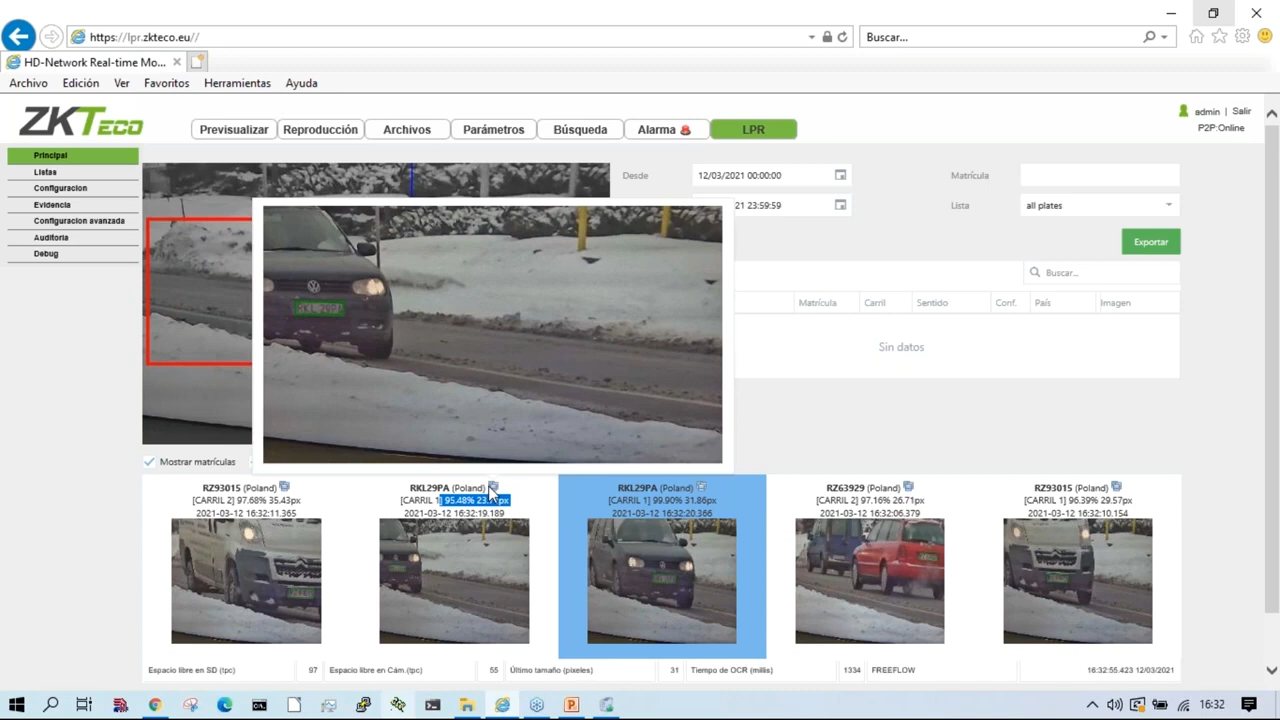 https://lpr.zkteco.eu//
Buscar...
HD-Network Real-time Mo...
Archivo Edición Ver Favoritos Herramientas Ayuda
ZKTECO
Previsualizar Reproducción Archivos Parámetros Búsqueda Alarma LPR
admin | Salir
P2P:Online
Principal
Listas
Configuracion
Evidencia
Configuracion avanzada
Auditoria
Debug
Desde 12/03/2021 00:00:00 Matrícula
21 23:59:59 Lista all plates
Exportar
Buscar...
Matrícula Carril Sentido Conf. País Imagen
Sin datos
RKL 29PA
Mostrar matrículas
RZ93015 (Poland) RKL29PA (Poland) RKL29PA (Poland) RZ63929 (Poland) RZ93015 (Poland)
[CARRIL 2] 97.68% 35.43px [CARRIL 1] 95.48% px [CARRIL 1] 99.90% 31.86px [CARRIL 2] 97.16% 26.71px [CARRIL 1] 96.39% 29.57px
2021-03-12 16:32:11.365 2021-03-12 16:32:19.189 2021-03-12 16:32:20.366 2021-03-12 16:32:06.379 2021-03-12 16:32:10.154
Espacio libre en SD (tpc) 97 Espacio libre en Cám.(tpc) 55 Último tamaño (píxeles) 31 Tiempo de OCR (millis) 1334 FREEFLOW 16:32:55.423 12/03/2021
16:32